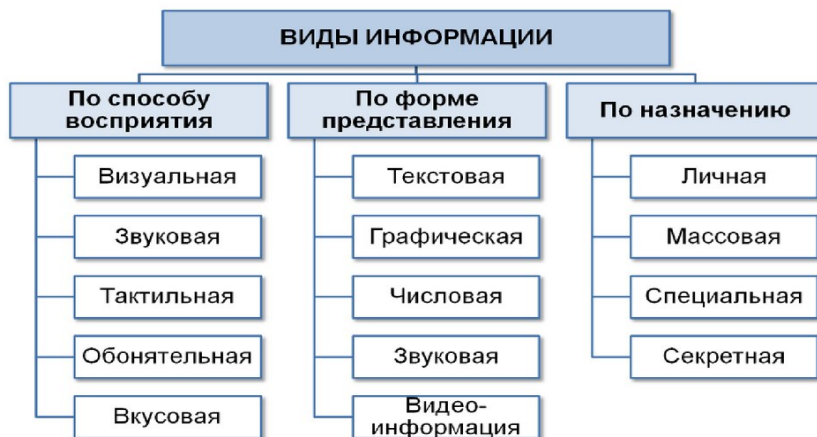 ВИДЫ ИНФОРМАЦИИ
По способу
восприятия
Визуальная
Звуковая
Тактильная
Обонятельная
Вкусовая
По форме
представления
Текстовая
Графическая
Числовая
Звуковая
Видео-
информация
По назначению
Личная
Массовая
Специальная
Секретная